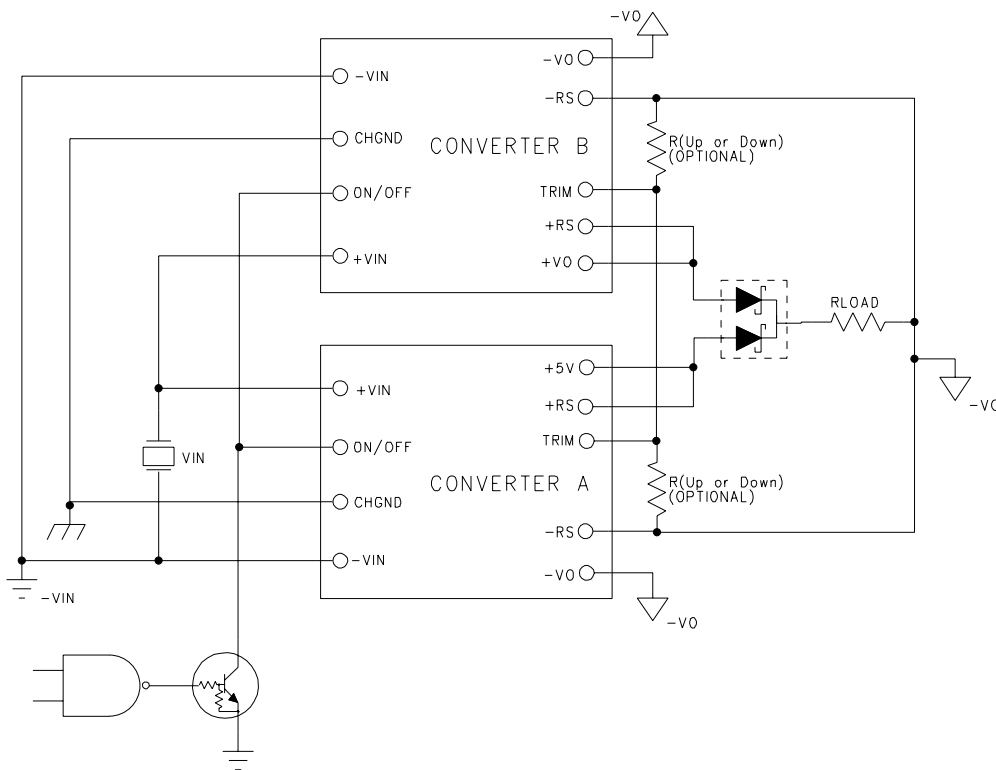 -VO
-VO
-VIN
-RS
CHGND
CONVERTER B
R(Up or Down)
(OPTIONAL)
ON/OFF
TRIM
+RS
+VIN
+VO
RLOAD
+5V
+VIN
+RS
-VO
ON/OFF
TRIM
VIN
CONVERTER A
R(Up or Down)
(OPTIONAL)
CHGND
-RS
-VIN
-VO
-VIN
-VO